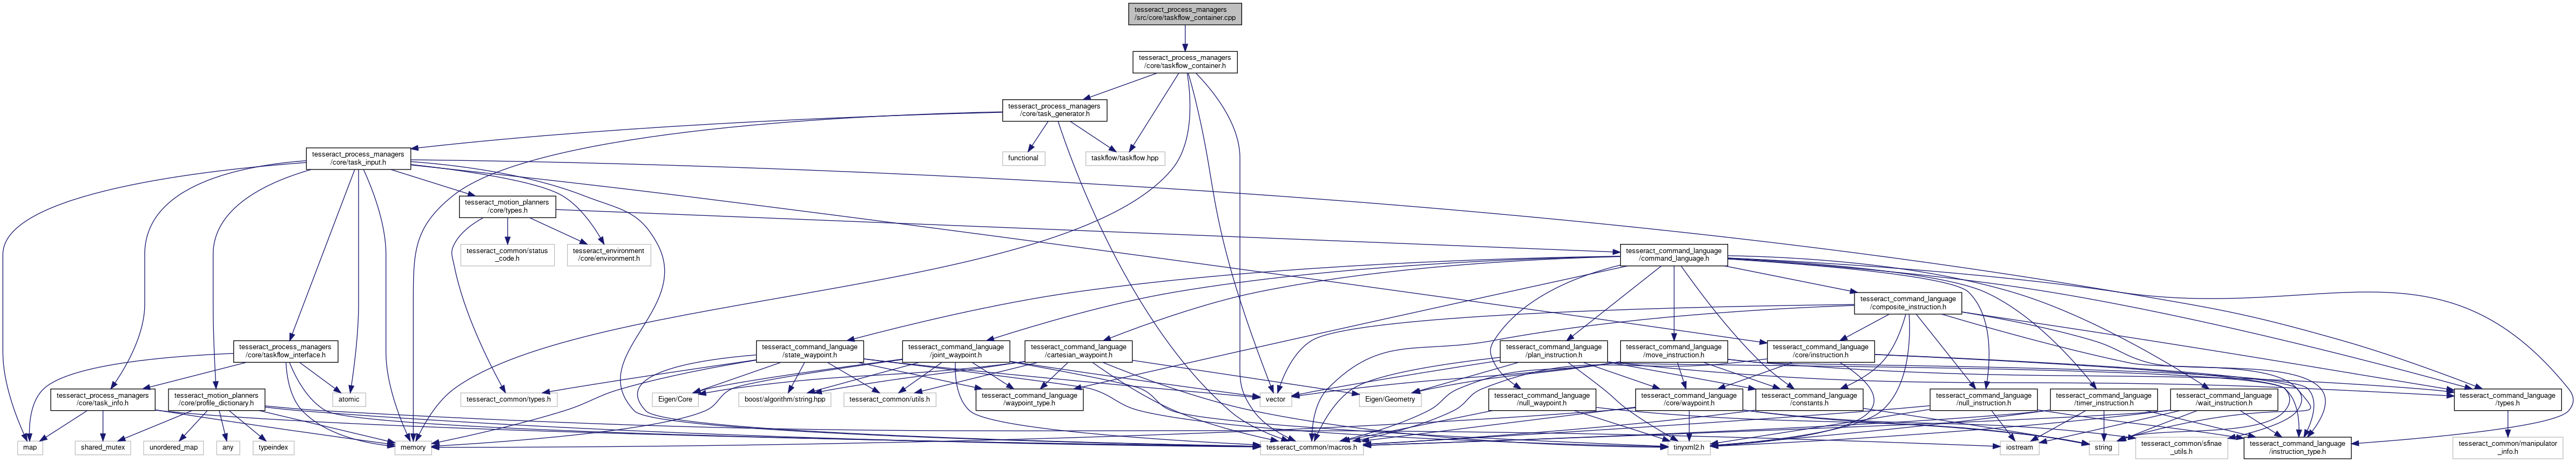 tesseract_process_managers
/src/core/taskflow_container.cpp
tesseract_process_managers
/core/taskflow_container.h
tesseract_process_managers
/core/task_generator.h
tesseract_process_managers
/core/task_input.h
functional
taskflow/taskflow.hpp
tesseract_motion_planners
/core/types.h
tesseract_common/status
_code.h
tesseract_environment
/core/environment.h
tesseract_command_language
/command_language.h
tesseract_command_language
/composite_instruction.h
tesseract_process_managers
/core/taskflow_interface.h
tesseract_command_language
/state_waypoint.h
tesseract_command_language
/joint_waypoint.h
tesseract_command_language
/cartesian_waypoint.h
tesseract_command_language
/plan_instruction.h
tesseract_command_language
/move_instruction.h
tesseract_command_language
/core/instruction.h
tesseract_process_managers
/core/task_info.h
tesseract_motion_planners
/core/profile_dictionary.h
atomic
tesseract_common/types.h
Eigen/Core
boost/algorithm/string.hpp
tesseract_common/utils.h
tesseract_command_language
/waypoint_type.h
vector
Eigen/Geometry
tesseract_command_language
/null_waypoint.h
tesseract_command_language
/core/waypoint.h
tesseract_command_language
/constants.h
tesseract_command_language
/null_instruction.h
tesseract_command_language
/timer_instruction.h
tesseract_command_language
/wait_instruction.h
tesseract_command_language
/types.h
map
shared_mutex
unordered_map
any
typeindex
memory
tesseract_common/macros.h
tinyxml2.h
iostream
string
tesseract_common/sfinae
_utils.h
tesseract_command_language
/instruction_type.h
tesseract_common/manipulator
_info.h